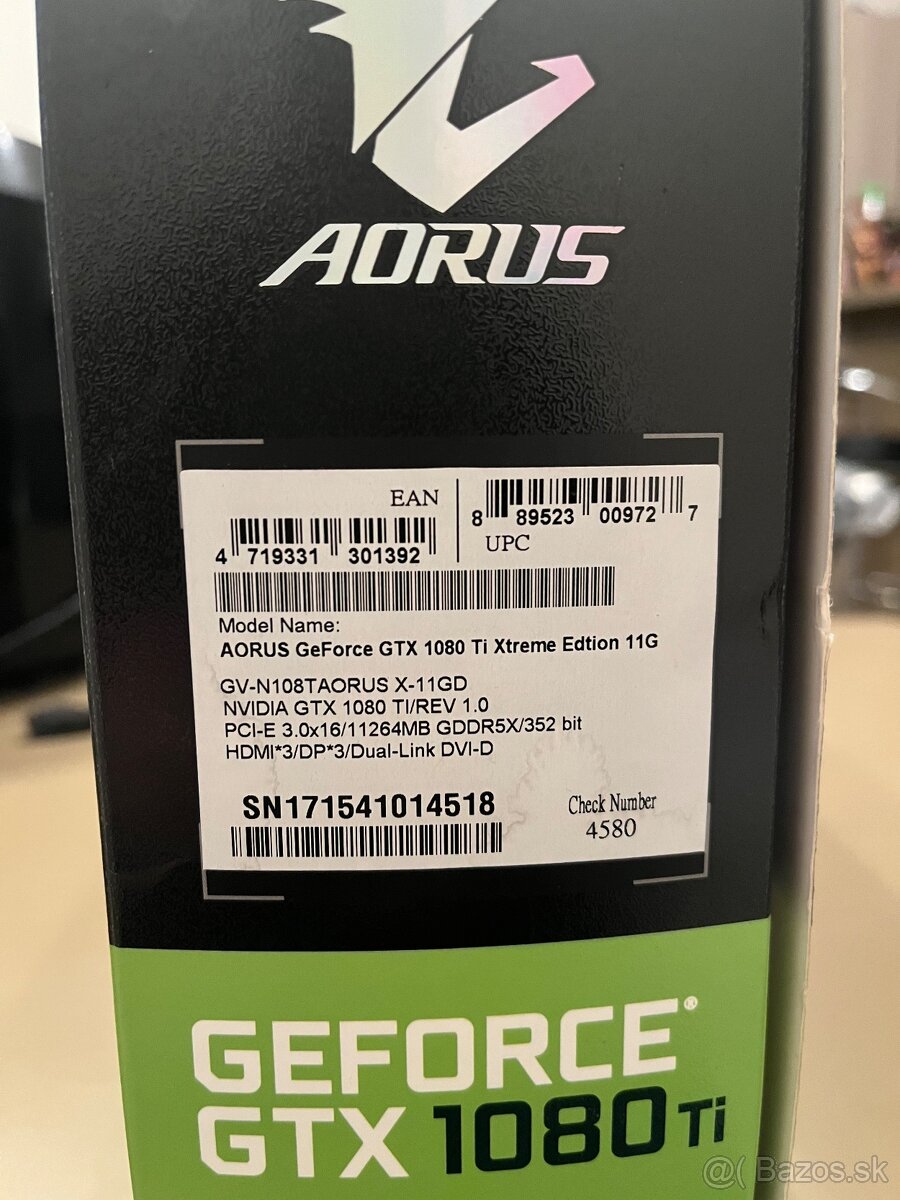 AORUS
EAN
4 719331 301392
8 89523 00972 7
UPC
Model Name:
AORUS GeForce GTX 1080 Ti Xtreme Edtion 11G
GV-N108TAORUS X-11GD
NVIDIA GTX 1080 TI/REV 1.0
PCI-E 3.0x16/11264MB GDDR5X/352 bit
HDMI*3/DP*3/Dual-Link DVI-D
SN171541014518
Check Number
4580
GEFORCE®
GTX 1080 Ti
@( Bazos.sk